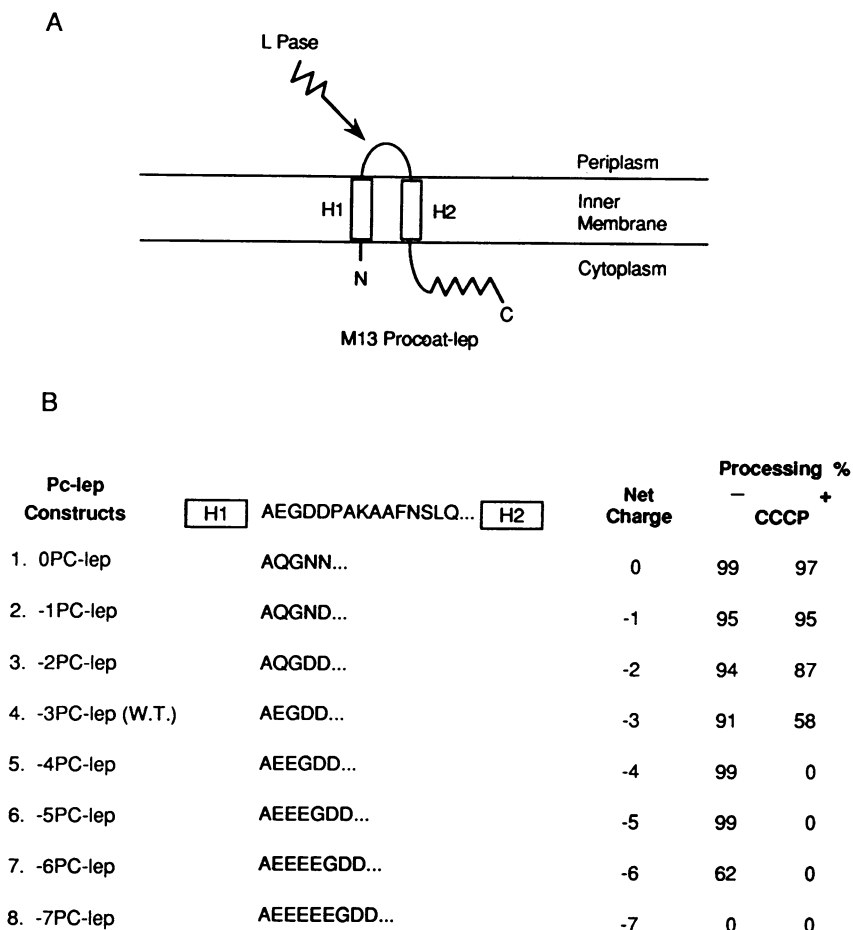 A
L Pase
Periplasm
H1
H2
Inner
Membrane
Cytoplasm
N
C
M13 Procoat-lep
B
Pc-lep
Constructs
H1 AEGDDPAKAAFNSLQ... H2
Net
Charge
Processing %
– +
CCCP
1. 0PC-lep AQGNN... 0 99 97
2. -1PC-lep AQGND... -1 95 95
3. -2PC-lep AQGDD... -2 94 87
4. -3PC-lep (W.T.) AEGDD... -3 91 58
5. -4PC-lep AEEGDD... -4 99 0
6. -5PC-lep AEEEGDD... -5 99 0
7. -6PC-lep AEEEEGDD... -6 62 0
8. -7PC-lep AEEEEEGDD... -7 0 0